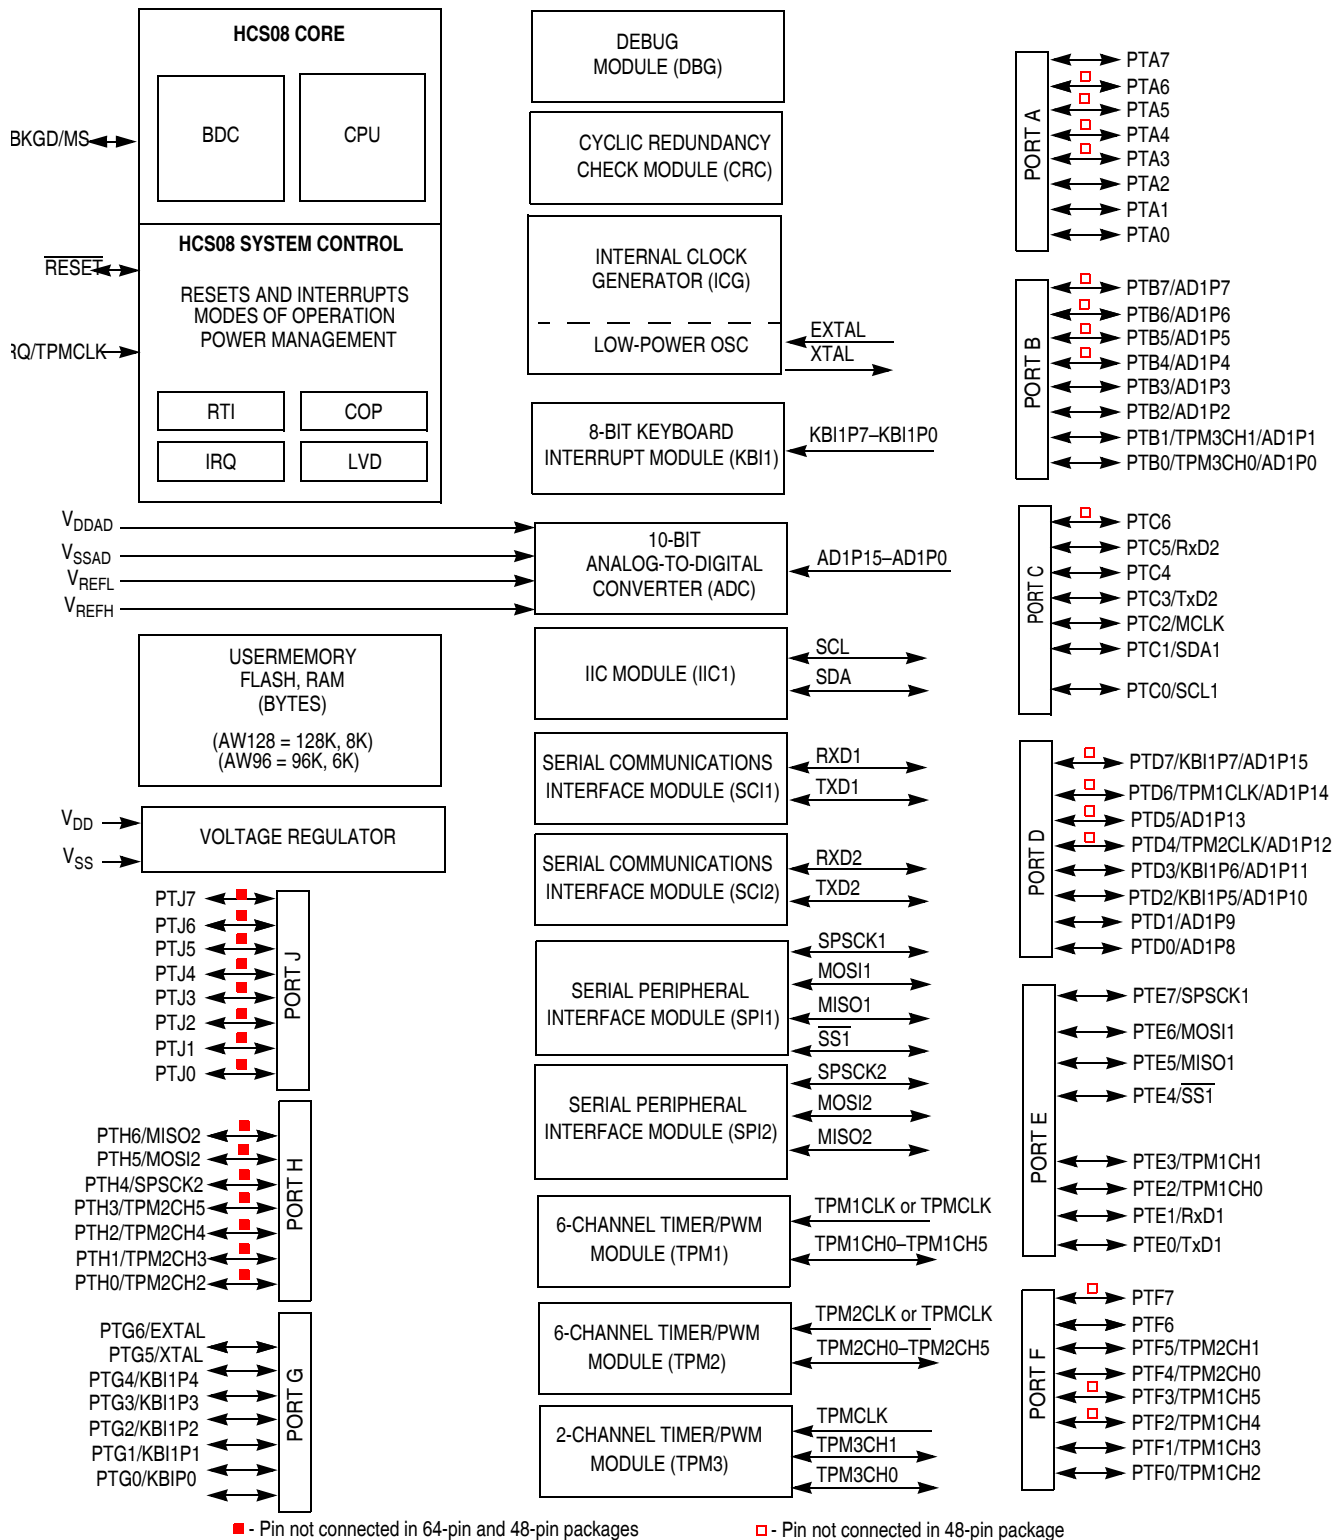 HCS08 CORE
BDC
CPU
BKGD/MS
HCS08 SYSTEM CONTROL
RESET
RESETS AND INTERRUPTS
MODES OF OPERATION
POWER MANAGEMENT
RQ/TPMCLK
RTI
COP
IRQ
LVD
VDDAD
VSSAD
VREFL
VREFH
USERMEMORY
FLASH, RAM
(BYTES)
(AW128 = 128K, 8K)
(AW96 = 96K, 6K)
VDD
VSS
VOLTAGE REGULATOR
PTJ7
PTJ6
PTJ5
PTJ4
PTJ3
PTJ2
PTJ1
PTJ0
PORT J
PTH6/MISO2
PTH5/MOSI2
PTH4/SPSCK2
PTH3/TPM2CH5
PTH2/TPM2CH4
PTH1/TPM2CH3
PTH0/TPM2CH2
PORT H
PTG6/EXTAL
PTG5/XTAL
PTG4/KBI1P4
PTG3/KBI1P3
PTG2/KBI1P2
PTG1/KBI1P1
PTG0/KBIP0
PORT G
DEBUG
MODULE (DBG)
CYCLIC REDUNDANCY
CHECK MODULE (CRC)
INTERNAL CLOCK
GENERATOR (ICG)
LOW-POWER OSC
EXTAL
XTAL
8-BIT KEYBOARD
INTERRUPT MODULE (KBI1)
KBI1P7–KBI1P0
10-BIT
ANALOG-TO-DIGITAL
CONVERTER (ADC)
AD1P15–AD1P0
IIC MODULE (IIC1)
SCL
SDA
SERIAL COMMUNICATIONS
INTERFACE MODULE (SCI1)
RXD1
TXD1
SERIAL COMMUNICATIONS
INTERFACE MODULE (SCI2)
RXD2
TXD2
SERIAL PERIPHERAL
INTERFACE MODULE (SPI1)
SPSCK1
MOSI1
MISO1
SS1
SERIAL PERIPHERAL
INTERFACE MODULE (SPI2)
SPSCK2
MOSI2
MISO2
6-CHANNEL TIMER/PWM
MODULE (TPM1)
TPM1CLK or TPMCLK
TPM1CH0–TPM1CH5
6-CHANNEL TIMER/PWM
MODULE (TPM2)
TPM2CLK or TPMCLK
TPM2CH0–TPM2CH5
2-CHANNEL TIMER/PWM
MODULE (TPM3)
TPMCLK
TPM3CH1
TPM3CH0
PORT A
PTA7
PTA6
PTA5
PTA4
PTA3
PTA2
PTA1
PTA0
PORT B
PTB7/AD1P7
PTB6/AD1P6
PTB5/AD1P5
PTB4/AD1P4
PTB3/AD1P3
PTB2/AD1P2
PTB1/TPM3CH1/AD1P1
PTB0/TPM3CH0/AD1P0
PORT C
PTC6
PTC5/RxD2
PTC4
PTC3/TxD2
PTC2/MCLK
PTC1/SDA1
PTC0/SCL1
PORT D
PTD7/KBI1P7/AD1P15
PTD6/TPM1CLK/AD1P14
PTD5/AD1P13
PTD4/TPM2CLK/AD1P12
PTD3/KBI1P6/AD1P11
PTD2/KBI1P5/AD1P10
PTD1/AD1P9
PTD0/AD1P8
PORT E
PTE7/SPSCK1
PTE6/MOSI1
PTE5/MISO1
PTE4/SS1
PTE3/TPM1CH1
PTE2/TPM1CH0
PTE1/RxD1
PTE0/TxD1
PORT F
PTF7
PTF6
PTF5/TPM2CH1
PTF4/TPM2CH0
PTF3/TPM1CH5
PTF2/TPM1CH4
PTF1/TPM1CH3
PTF0/TPM1CH2
- Pin not connected in 64-pin and 48-pin packages
- Pin not connected in 48-pin package